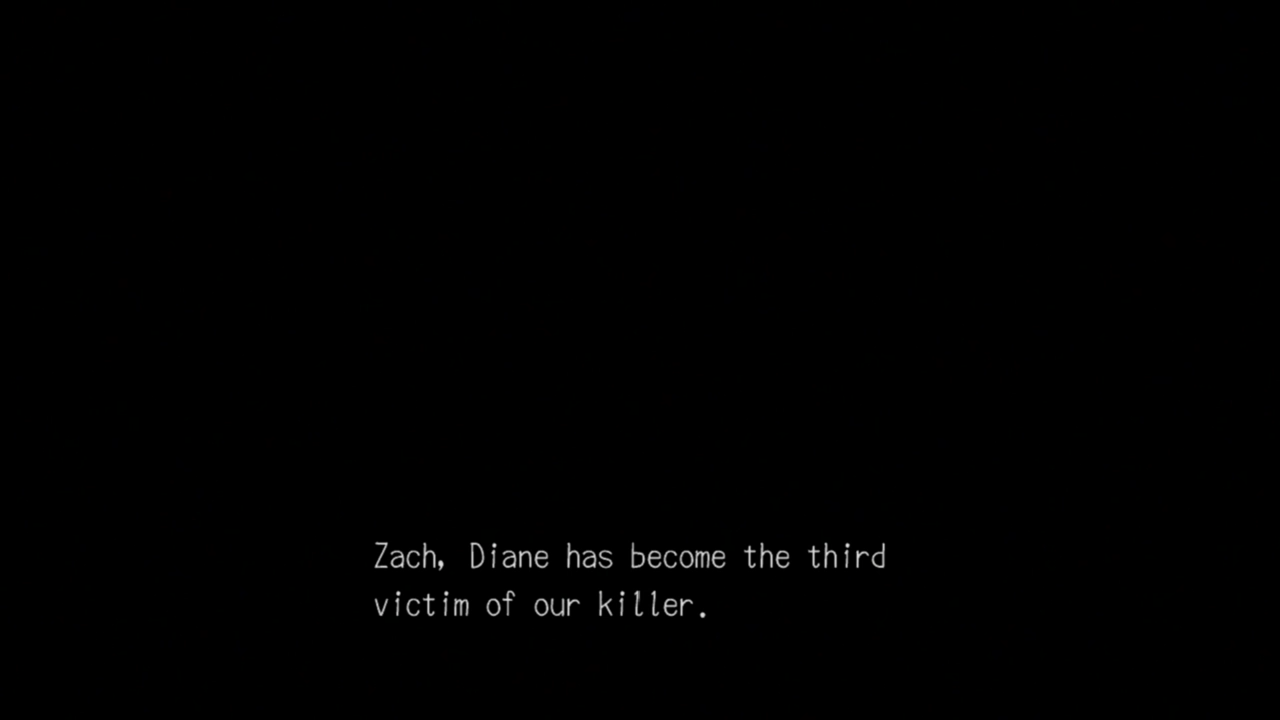 Zach, Diane has become the third
victim of our killer.